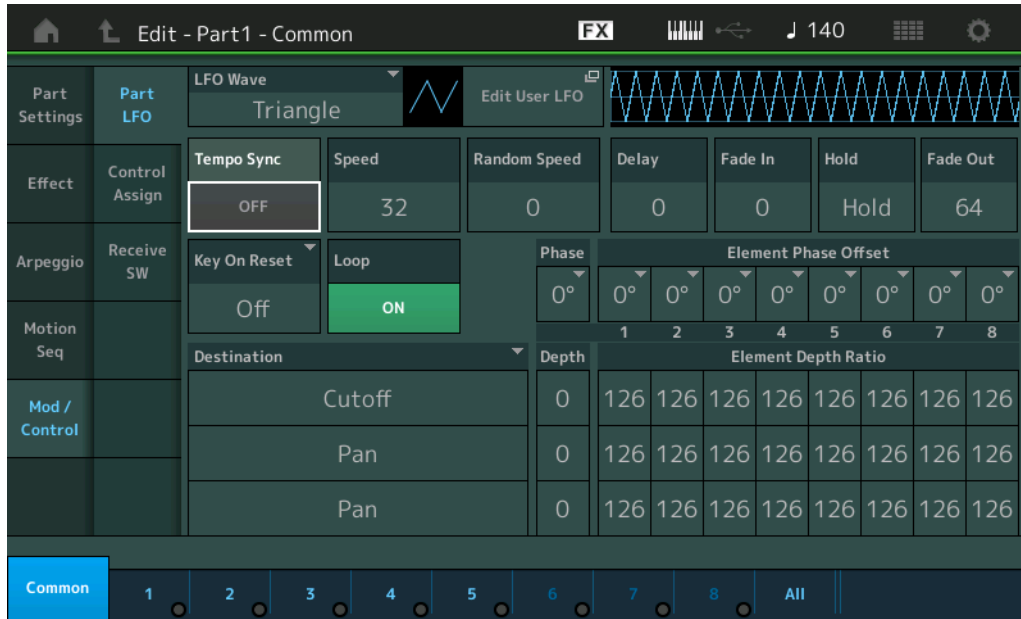 Edit - Part1 - Common FX 140
Part Settings
Part LFO
LFO Wave
Triangle
Edit User LFO
Effect
Control Assign
Tempo Sync Speed Random Speed Delay Fade In Hold Fade Out
OFF 32 0 0 0 Hold 64
Arpeggio
Receive SW
Key On Reset Loop Phase Element Phase Offset
Off ON 0° 0° 0° 0° 0° 0° 0° 0° 0°
1 2 3 4 5 6 7 8
Motion Seq
Destination Depth Element Depth Ratio
Mod / Control
Cutoff 0 126 126 126 126 126 126 126 126
Pan 0 126 126 126 126 126 126 126 126
Pan 0 126 126 126 126 126 126 126 126
Common 1 2 3 4 5 6 7 8 All